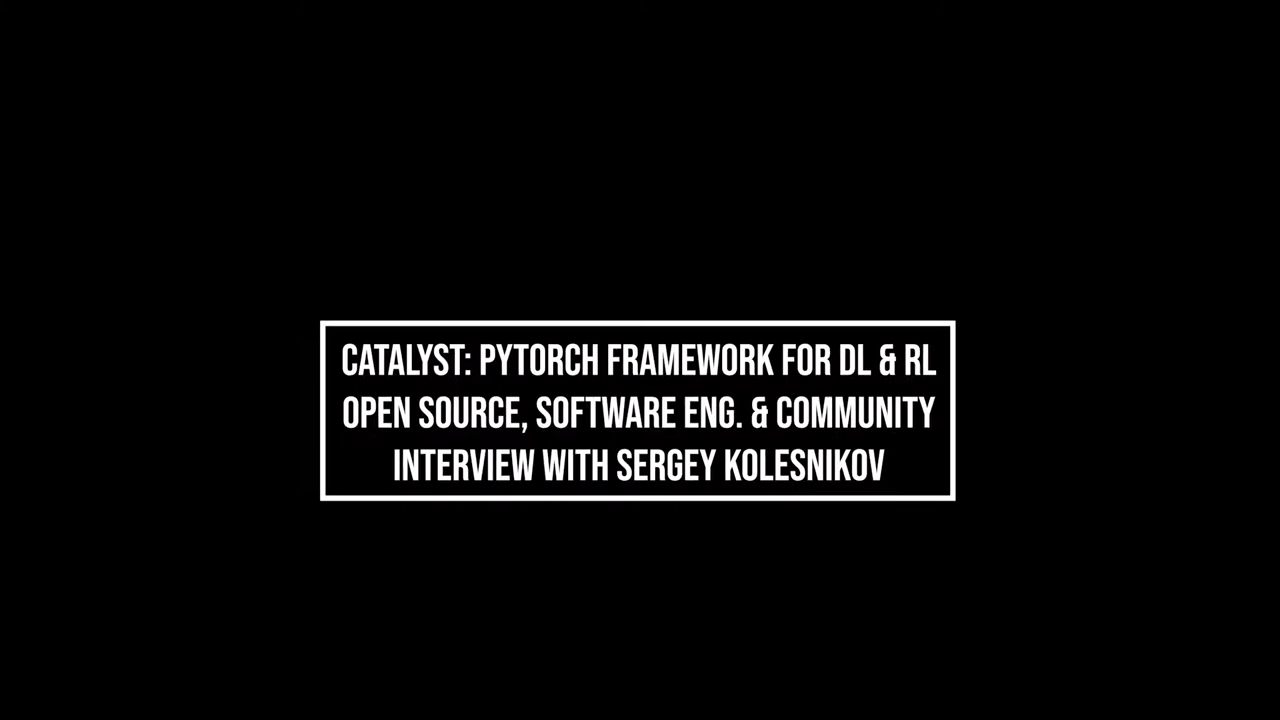 CATALYST: PYTORCH FRAMEWORK FOR DL & RL
OPEN SOURCE, SOFTWARE ENG. & COMMUNITY
INTERVIEW WITH SERGEY KOLESNIKOV